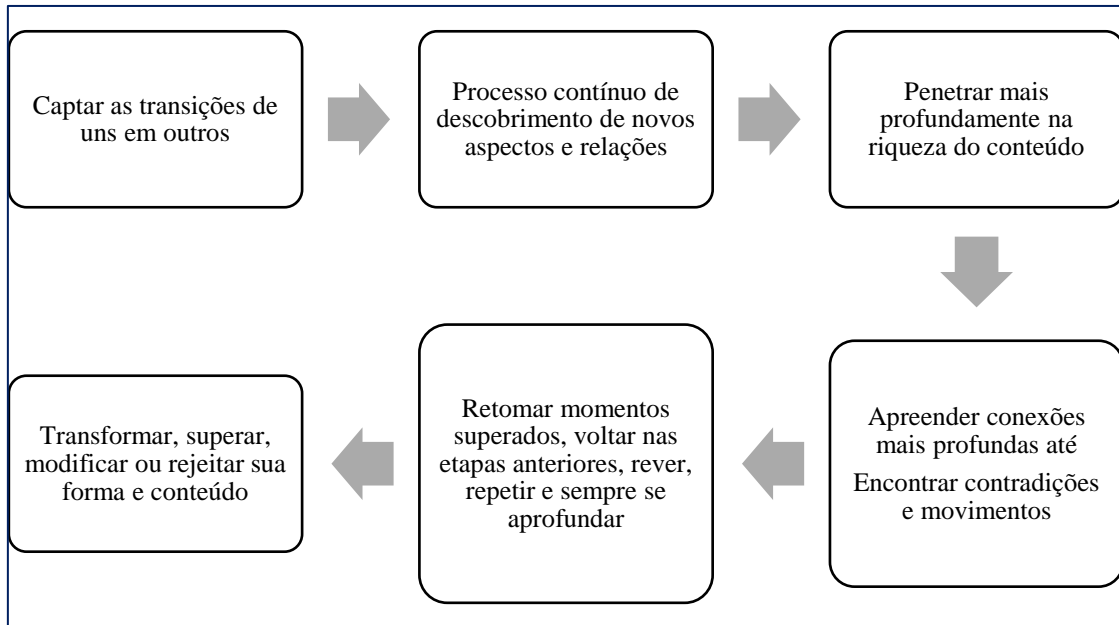 Captar as transições de
uns em outros
Processo contínuo de
descobrimento de novos
aspectos e relações
Penetrar mais
profundamente na
riqueza do conteúdo
Apreender conexões
mais profundas até
Encontrar contradições
e movimentos
Retomar momentos
superados, voltar nas
etapas anteriores, rever,
repetir e sempre se
aprofundar
Transformar, superar,
modificar ou rejeitar sua
forma e conteúdo